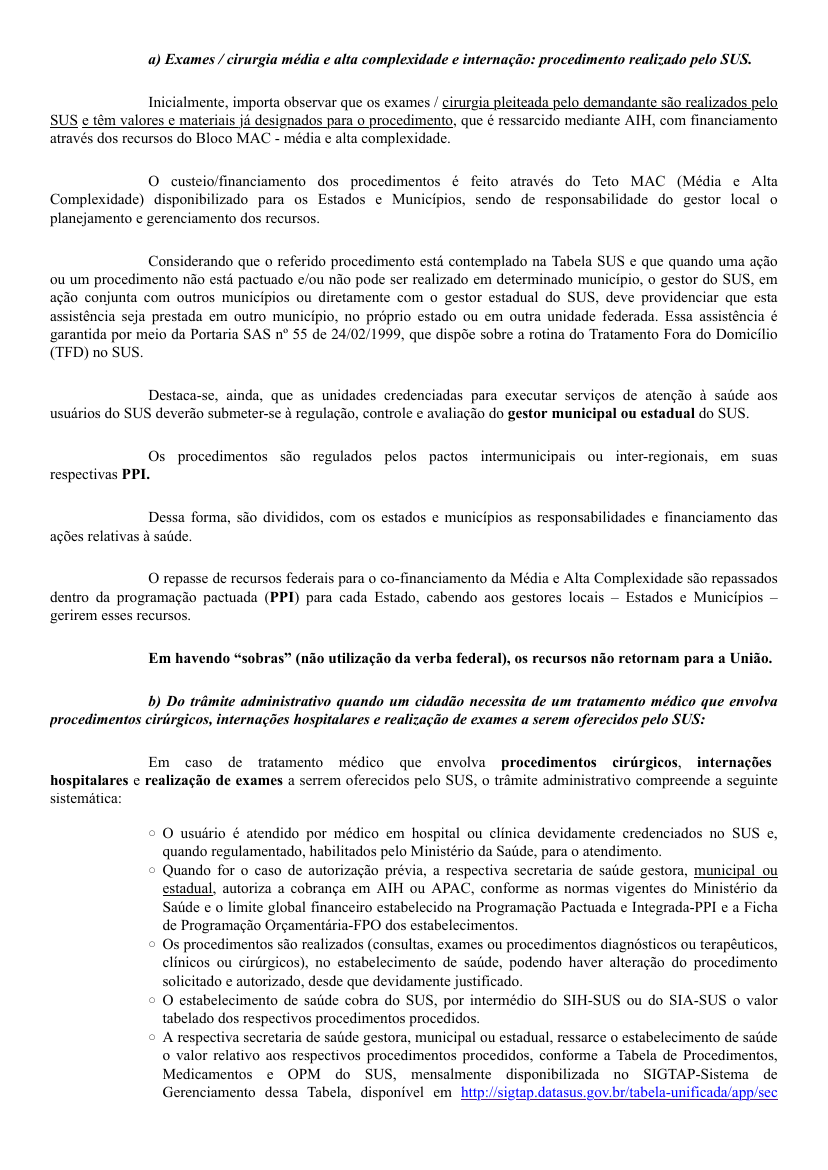 a) Exames / cirurgia média e alta complexidade e internação: procedimento realizado pelo SUS.
Inicialmente, importa observar que os exames / cirurgia pleiteada pelo demandante são realizados pelo
SUS e têm valores e materiais já designados para o procedimento, que é ressarcido mediante AIH, com financiamento
através dos recursos do Bloco MAC - média e alta complexidade.
O custeio/financiamento dos procedimentos é feito através do Teto MAC (Média e Alta
Complexidade) disponibilizado para os Estados e Municípios, sendo de responsabilidade do gestor local o
planejamento e gerenciamento dos recursos.
Considerando que o referido procedimento está contemplado na Tabela SUS e que quando uma ação
ou um procedimento não está pactuado e/ou não pode ser realizado em determinado município, o gestor do SUS, em
ação conjunta com outros municípios ou diretamente com o gestor estadual do SUS, deve providenciar que esta
assistência seja prestada em outro município, no próprio estado ou em outra unidade federada. Essa assistência é
garantida por meio da Portaria SAS nº 55 de 24/02/1999, que dispõe sobre a rotina do Tratamento Fora do Domicílio
(TFD) no SUS.
Destaca-se, ainda, que as unidades credenciadas para executar serviços de atenção à saúde aos
usuários do SUS deverão submeter-se à regulação, controle e avaliação do gestor municipal ou estadual do SUS.
Os procedimentos são regulados pelos pactos intermunicipais ou inter-regionais, em suas
respectivas PPI.
Dessa forma, são divididos, com os estados e municípios as responsabilidades e financiamento das
ações relativas à saúde.
O repasse de recursos federais para o co-financiamento da Média e Alta Complexidade são repassados
dentro da programação pactuada (PPI) para cada Estado, cabendo aos gestores locais – Estados e Municípios –
gerirem esses recursos.
Em havendo “sobras” (não utilização da verba federal), os recursos não retornam para a União.
b) Do trâmite administrativo quando um cidadão necessita de um tratamento médico que envolva
procedimentos cirúrgicos, internações hospitalares e realização de exames a serem oferecidos pelo SUS:
Em caso de tratamento médico que envolva procedimentos cirúrgicos, internações
hospitalares e realização de exames a serrem oferecidos pelo SUS, o trâmite administrativo compreende a seguinte
sistemática:
○ O usuário é atendido por médico em hospital ou clínica devidamente credenciados no SUS e,
quando regulamentado, habilitados pelo Ministério da Saúde, para o atendimento.
○ Quando for o caso de autorização prévia, a respectiva secretaria de saúde gestora, municipal ou
estadual, autoriza a cobrança em AIH ou APAC, conforme as normas vigentes do Ministério da
Saúde e o limite global financeiro estabelecido na Programação Pactuada e Integrada-PPI e a Ficha
de Programação Orçamentária-FPO dos estabelecimentos.
○ Os procedimentos são realizados (consultas, exames ou procedimentos diagnósticos ou terapêuticos,
clínicos ou cirúrgicos), no estabelecimento de saúde, podendo haver alteração do procedimento
solicitado e autorizado, desde que devidamente justificado.
○ O estabelecimento de saúde cobra do SUS, por intermédio do SIH-SUS ou do SIA-SUS o valor
tabelado dos respectivos procedimentos procedidos.
○ A respectiva secretaria de saúde gestora, municipal ou estadual, ressarce o estabelecimento de saúde
o valor relativo aos respectivos procedimentos procedidos, conforme a Tabela de Procedimentos,
Medicamentos e OPM do SUS, mensalmente disponibilizada no SIGTAP-Sistema de
Gerenciamento dessa Tabela, disponível em http://sigtap.datasus.gov.br/tabela-unificada/app/sec